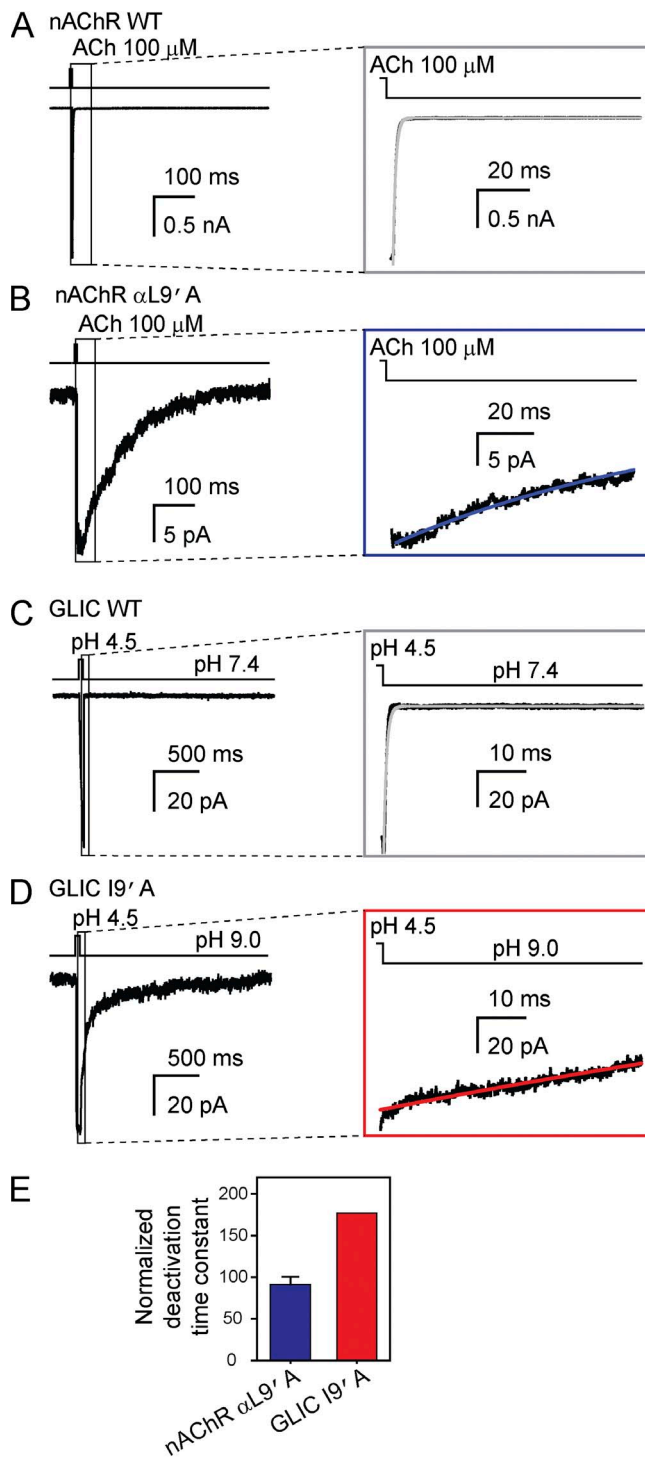 A
nAChR WT
ACh 100 μM
100 ms
0.5 nA
ACh 100 μM
20 ms
0.5 nA
B
nAChR αL9′ A
ACh 100 μM
100 ms
5 pA
ACh 100 μM
20 ms
5 pA
C
GLIC WT
pH 4.5
pH 7.4
500 ms
20 pA
pH 4.5
pH 7.4
10 ms
20 pA
D
GLIC I9′ A
pH 4.5
pH 9.0
500 ms
20 pA
pH 4.5
pH 9.0
10 ms
20 pA
E
Normalized
deactivation
time constant
200
150
100
50
0
nAChR αL9′ A
GLIC I9′ A